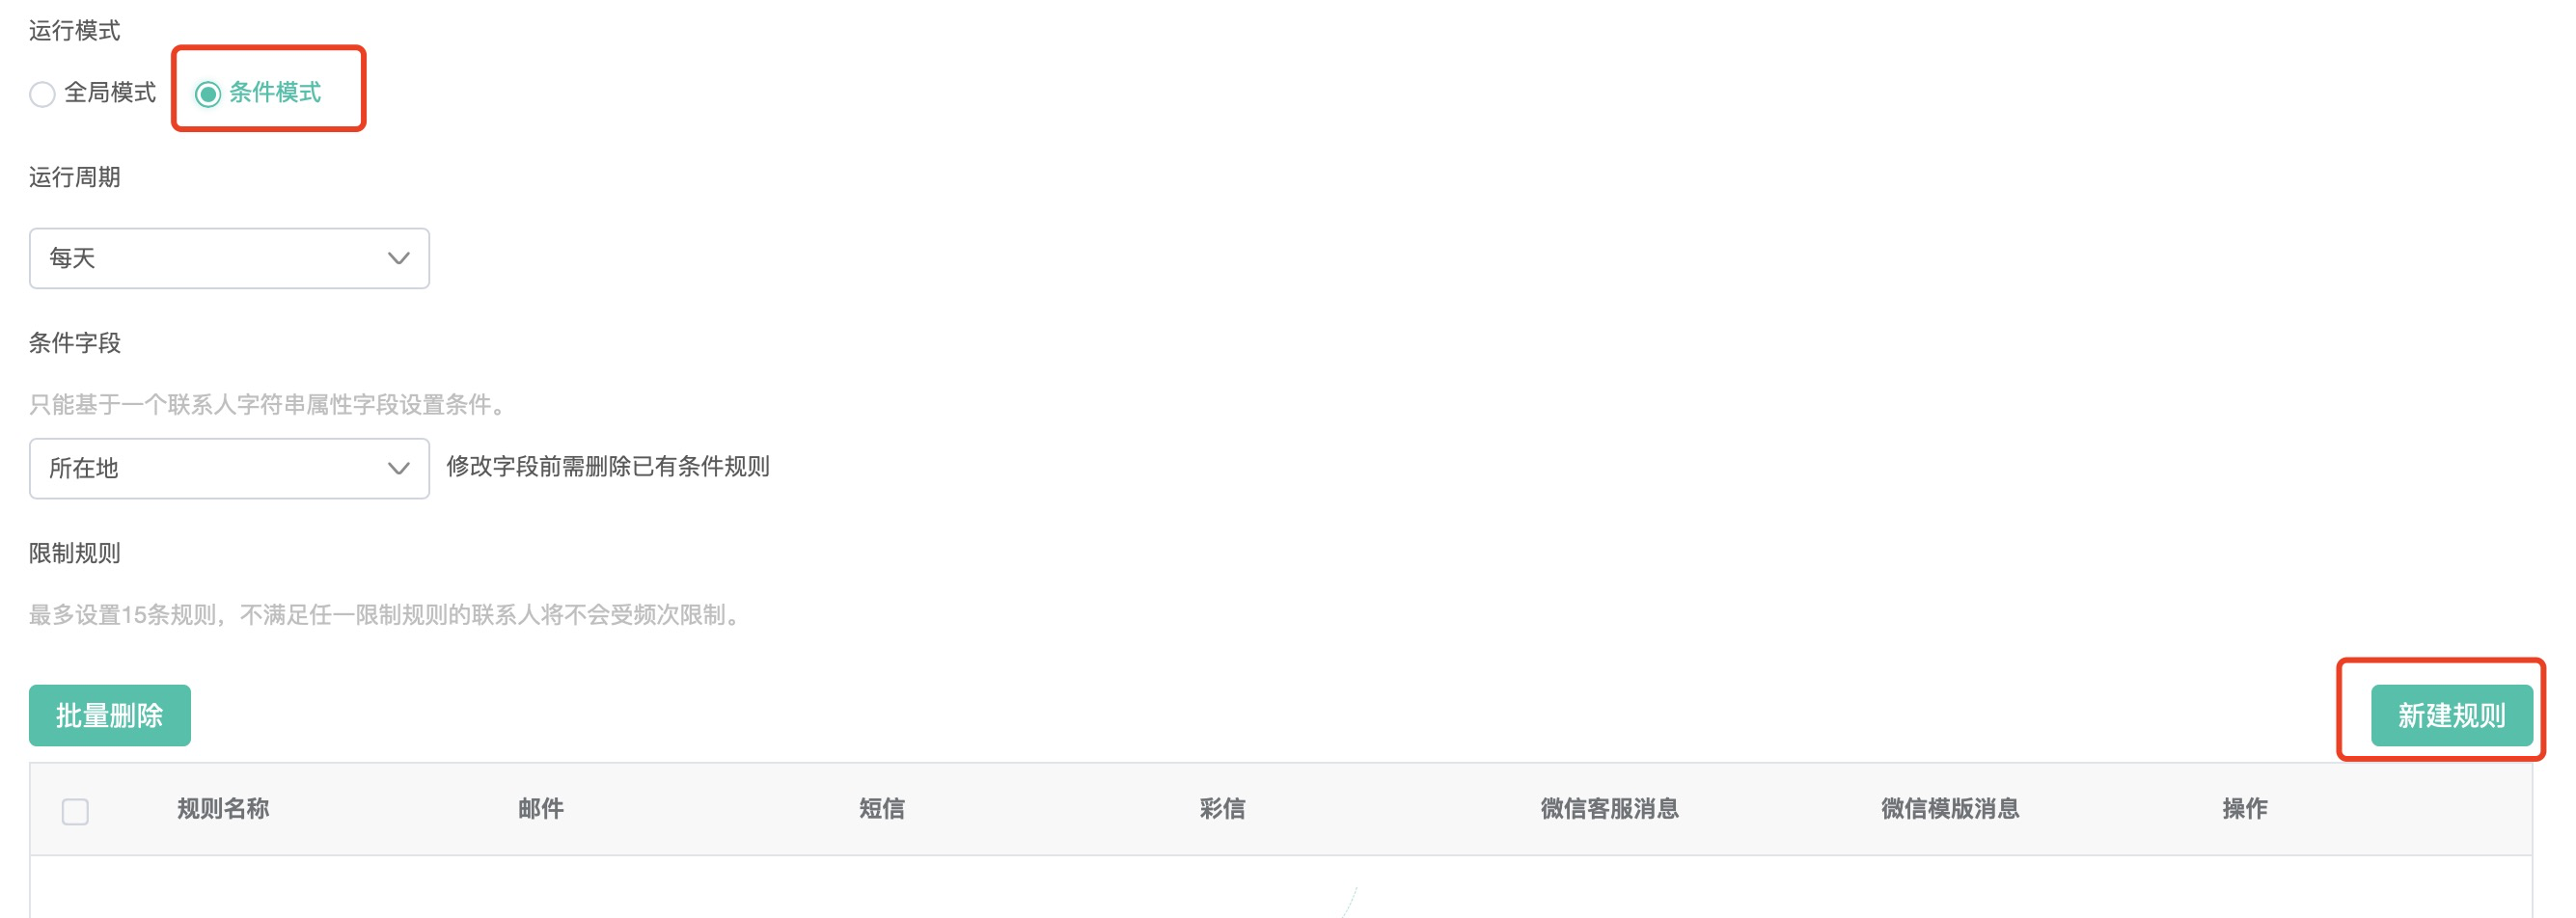 运行模式
全局模式 条件模式
运行周期
每天
条件字段
只能基于一个联系人字符串属性字段设置条件。
所在地 修改字段前需删除已有条件规则
限制规则
最多设置15条规则，不满足任一限制规则的联系人将不会受频次限制。
批量删除 新建规则
规则名称 邮件 短信 彩信 微信客服消息 微信模版消息 操作